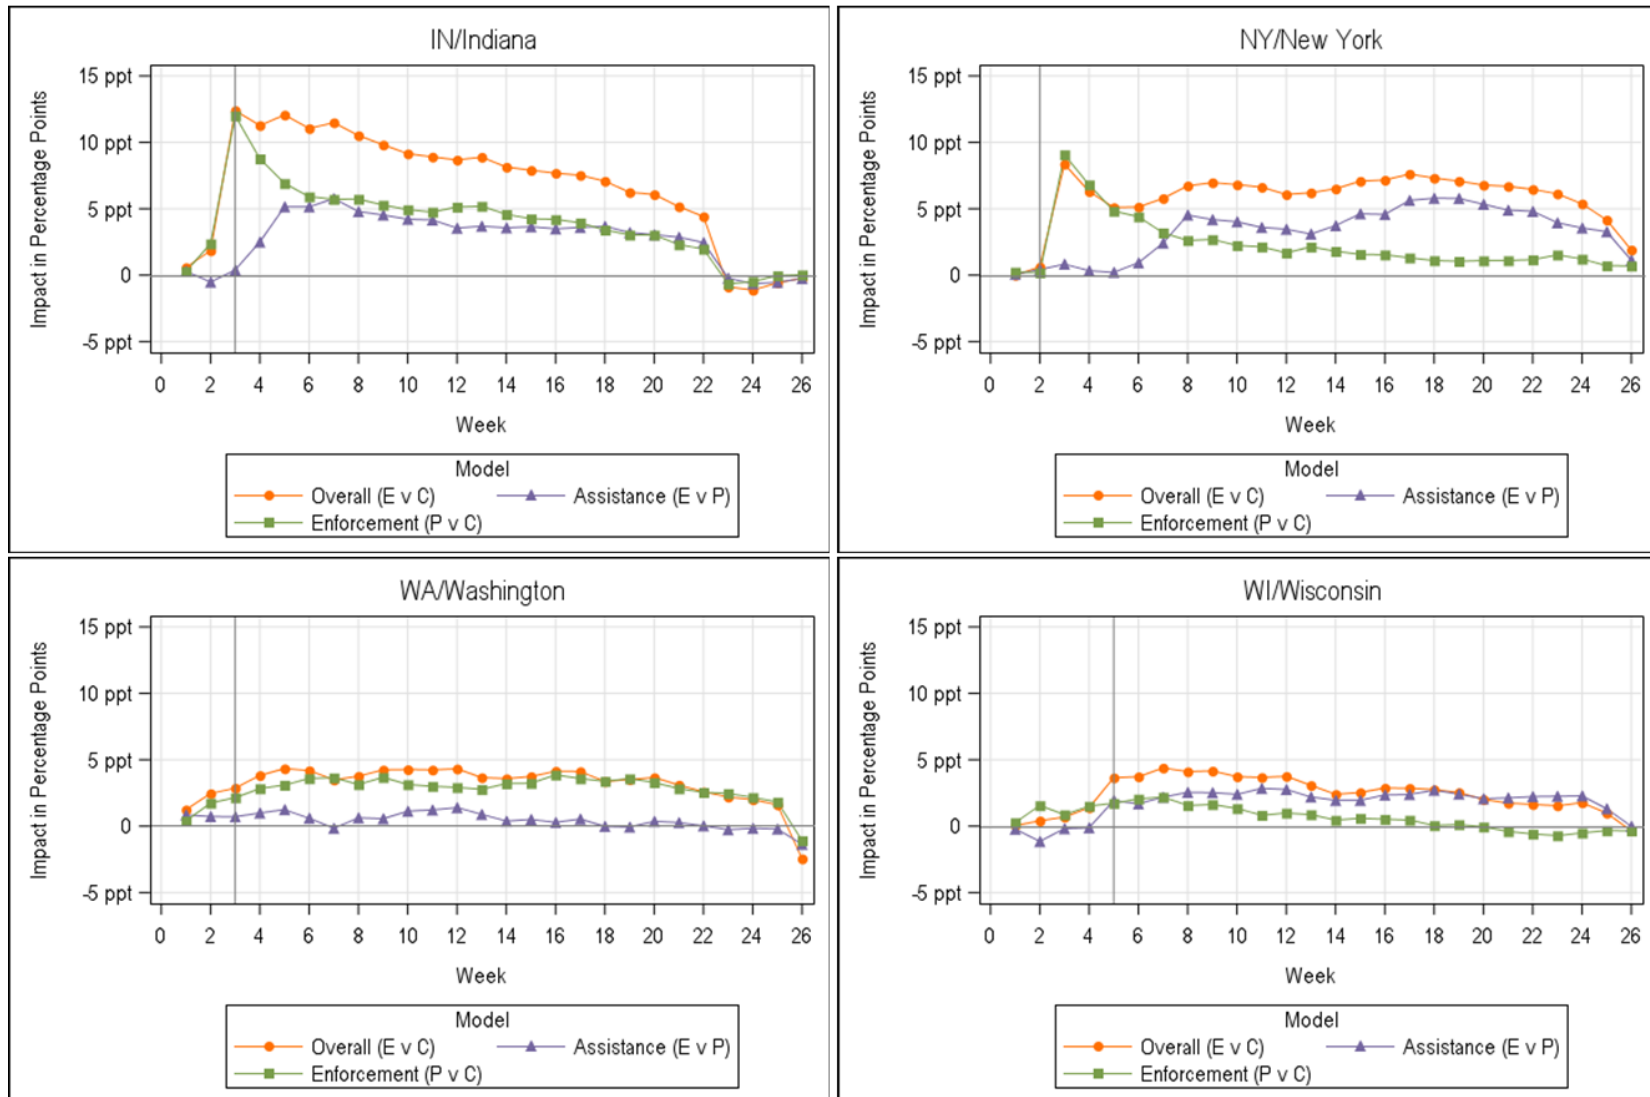 IN/Indiana
15 ppt
10 ppt
5 ppt
0
-5 ppt
Impact in Percentage Points
0 2 4 6 8 10 12 14 16 18 20 22 24 26
Week
Model
Overall (E v C) Assistance (E v P)
Enforcement (P v C)
NY/New York
15 ppt
10 ppt
5 ppt
0
-5 ppt
Impact in Percentage Points
0 2 4 6 8 10 12 14 16 18 20 22 24 26
Week
Model
Overall (E v C) Assistance (E v P)
Enforcement (P v C)
WA/Washington
15 ppt
10 ppt
5 ppt
0
-5 ppt
Impact in Percentage Points
0 2 4 6 8 10 12 14 16 18 20 22 24 26
Week
Model
Overall (E v C) Assistance (E v P)
Enforcement (P v C)
WI/Wisconsin
15 ppt
10 ppt
5 ppt
0
-5 ppt
Impact in Percentage Points
0 2 4 6 8 10 12 14 16 18 20 22 24 26
Week
Model
Overall (E v C) Assistance (E v P)
Enforcement (P v C)